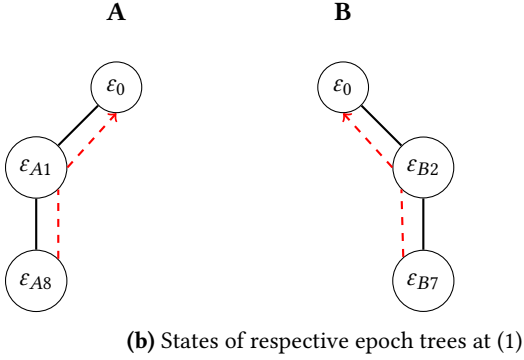 A B
ε0 ε0
εA1 εB2
εA8 εB7
(b) States of respective epoch trees at (1)